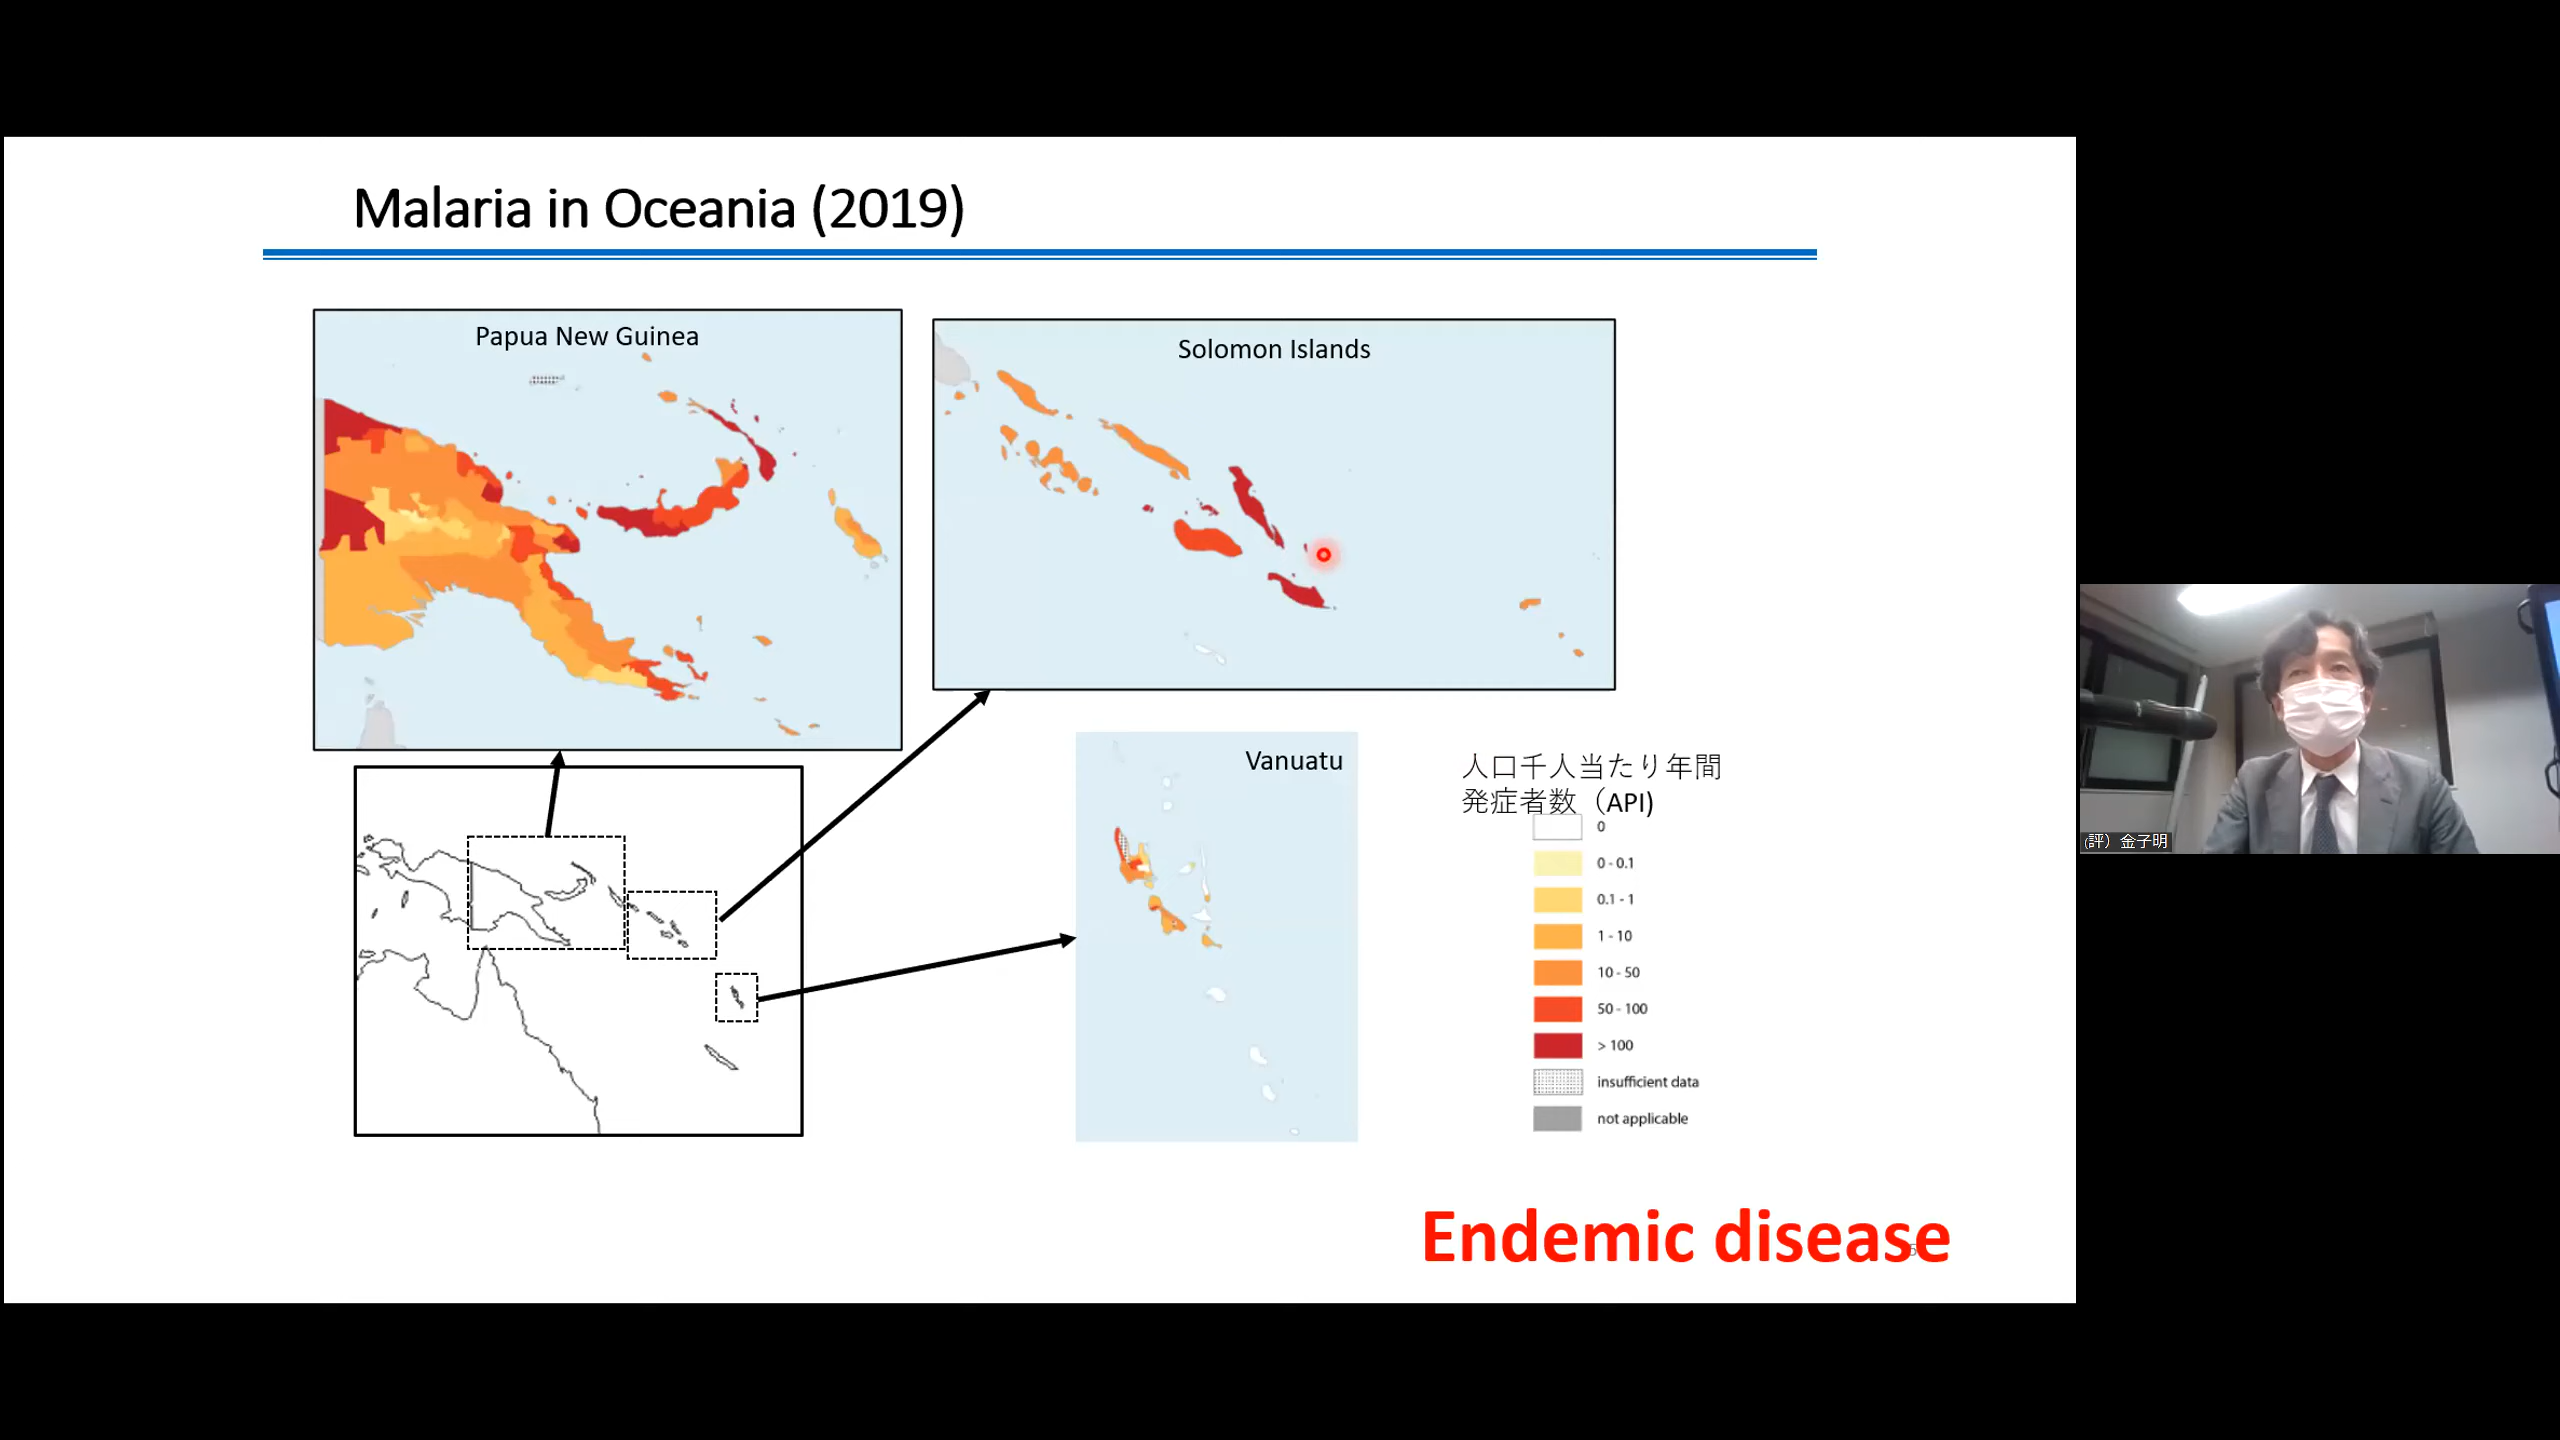 Malaria in Oceania (2019)
Papua New Guinea
Solomon Islands
Vanuatu
人口千人当たり年間
発症者数（API)
0
0 - 0.1
0.1 - 1
1 - 10
10 - 50
50 - 100
> 100
insufficient data
not applicable
Endemic disease
(評）金子明